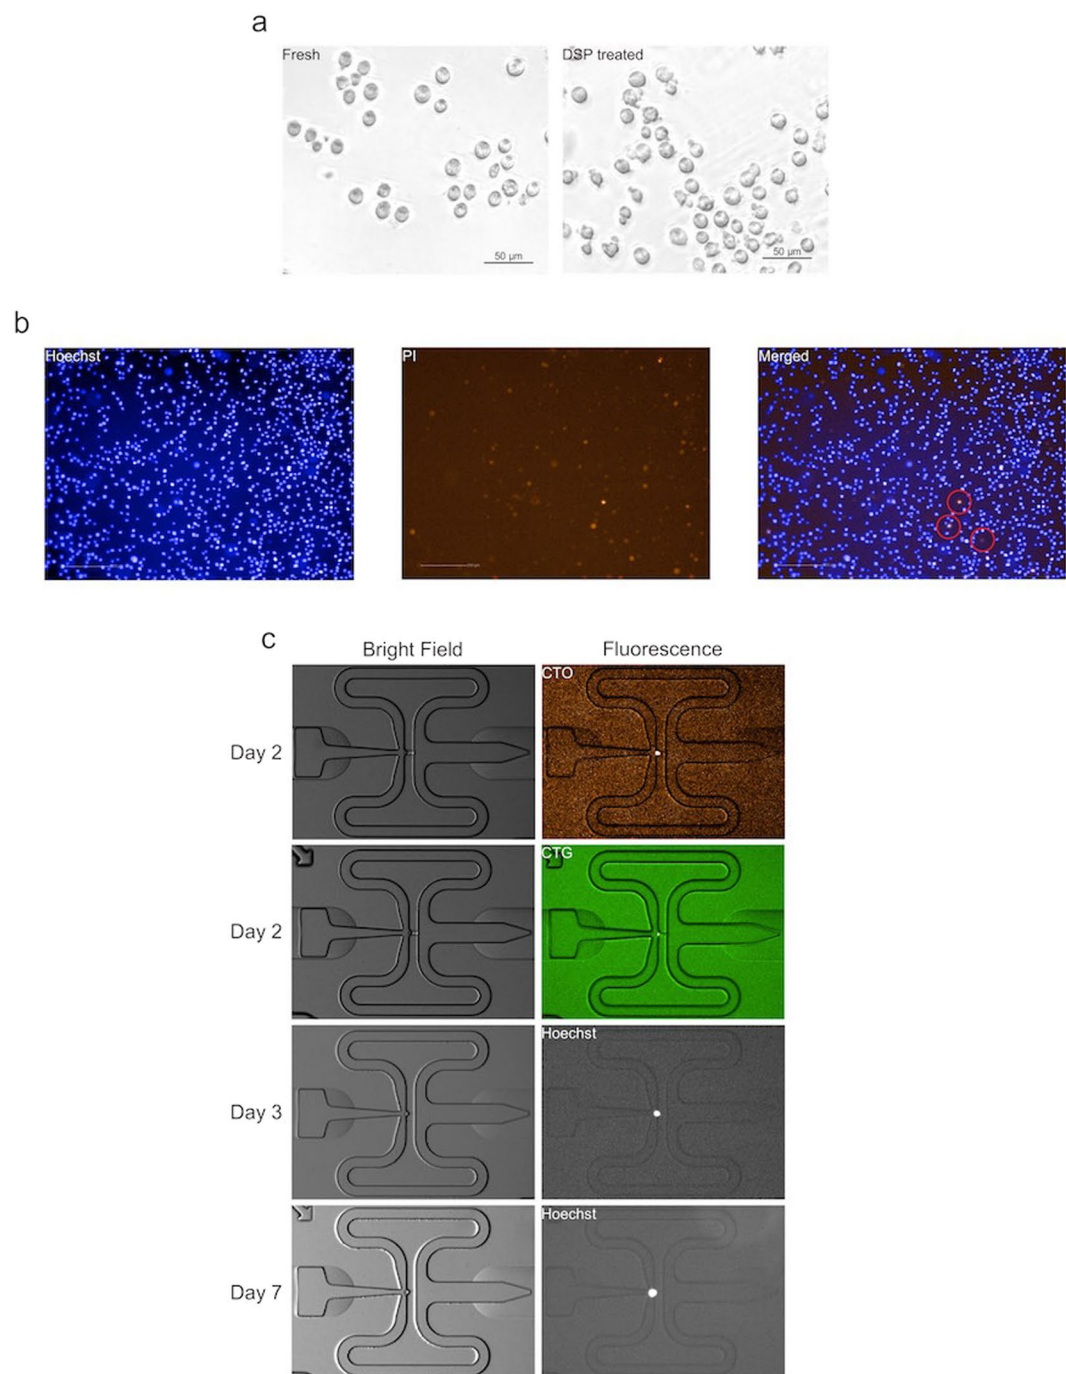 a
Fresh
DSP treated
50 µm
50 µm
b
Hoechst
PI
Merged
c
Bright Field
Fluorescence
CTO
Day 2
CTG
Day 2
Hoechst
Day 3
Hoechst
Day 7